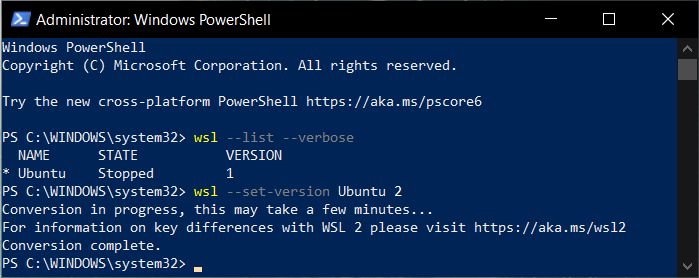 Administrator: Windows PowerShell
Windows PowerShell
Copyright (C) Microsoft Corporation. All rights reserved.
Try the new cross-platform PowerShell https://aka.ms/pscore6
PS C:\WINDOWS\system32> wsl --list --verbose
  NAME      STATE           VERSION
* Ubuntu    Stopped         1
PS C:\WINDOWS\system32> wsl --set-version Ubuntu 2
Conversion in progress, this may take a few minutes...
For information on key differences with WSL 2 please visit https://aka.ms/wsl2
Conversion complete.
PS C:\WINDOWS\system32>